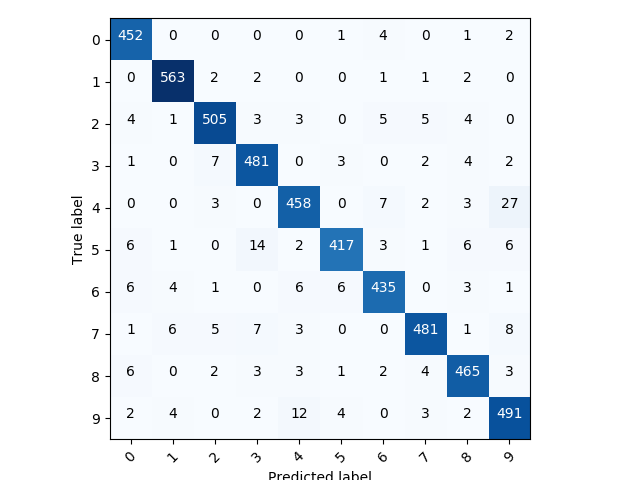 0 452 0 0 0 0 1 4 0 1 2
1 0 563 2 2 0 0 1 1 2 0
2 4 1 505 3 3 0 5 5 4 0
3 1 0 7 481 0 3 0 2 4 2
4 0 0 3 0 458 0 7 2 3 27
5 6 1 0 14 2 417 3 1 6 6
6 6 4 1 0 6 6 435 0 3 1
7 1 6 5 7 3 0 0 481 1 8
8 6 0 2 3 3 1 2 4 465 3
9 2 4 0 2 12 4 0 3 2 491
0 1 2 3 4 5 6 7 8 9
True label
Predicted label